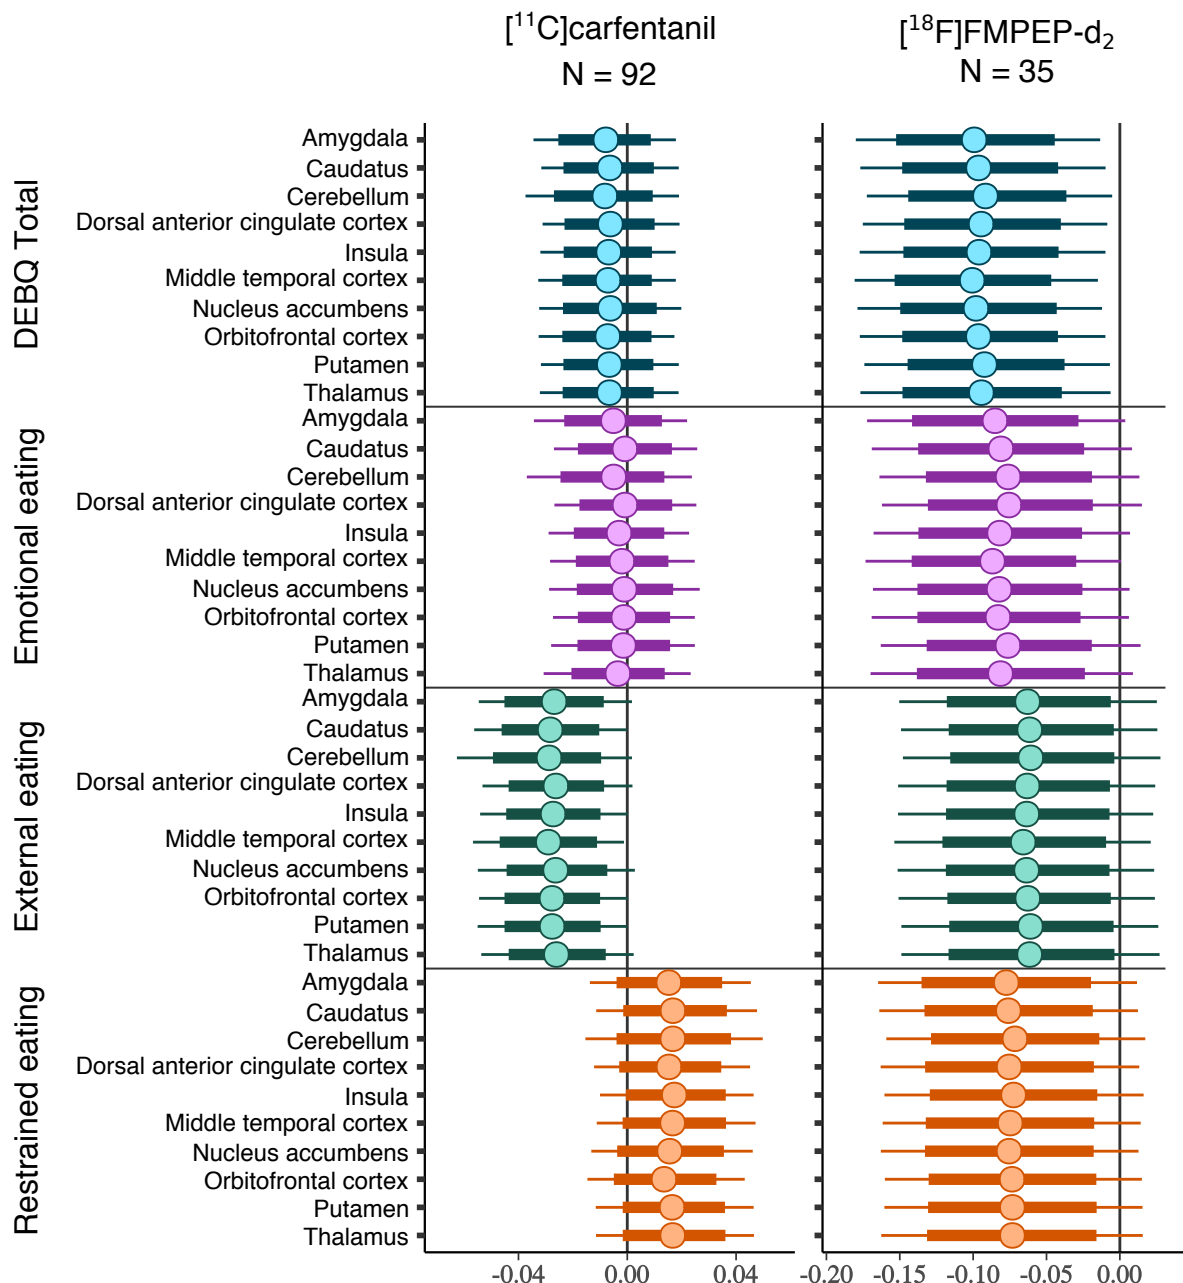 [¹¹C]carfentanil
N = 92
[¹⁸F]FMPEP-d₂
N = 35
DEBQ Total
Amygdala
Caudatus
Cerebellum
Dorsal anterior cingulate cortex
Insula
Middle temporal cortex
Nucleus accumbens
Orbitofrontal cortex
Putamen
Thalamus
Emotional eating
Amygdala
Caudatus
Cerebellum
Dorsal anterior cingulate cortex
Insula
Middle temporal cortex
Nucleus accumbens
Orbitofrontal cortex
Putamen
Thalamus
External eating
Amygdala
Caudatus
Cerebellum
Dorsal anterior cingulate cortex
Insula
Middle temporal cortex
Nucleus accumbens
Orbitofrontal cortex
Putamen
Thalamus
Restrained eating
Amygdala
Caudatus
Cerebellum
Dorsal anterior cingulate cortex
Insula
Middle temporal cortex
Nucleus accumbens
Orbitofrontal cortex
Putamen
Thalamus
-0.04 0.00 0.04
-0.20 -0.15 -0.10 -0.05 0.00